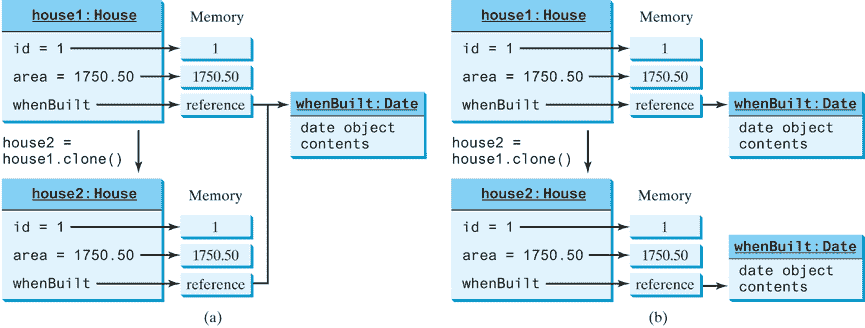 house1:House
Memory
id = 1
1
area = 1750.50
1750.50
whenBuilt
reference
whenBuilt:Date
date object
contents
house2 =
house1.clone()
house2:House
Memory
id = 1
1
area = 1750.50
1750.50
whenBuilt
reference
(a)
house1:House
Memory
id = 1
1
area = 1750.50
1750.50
whenBuilt
reference
whenBuilt:Date
date object
contents
house2 =
house1.clone()
house2:House
Memory
id = 1
1
area = 1750.50
1750.50
whenBuilt
reference
whenBuilt:Date
date object
contents
(b)